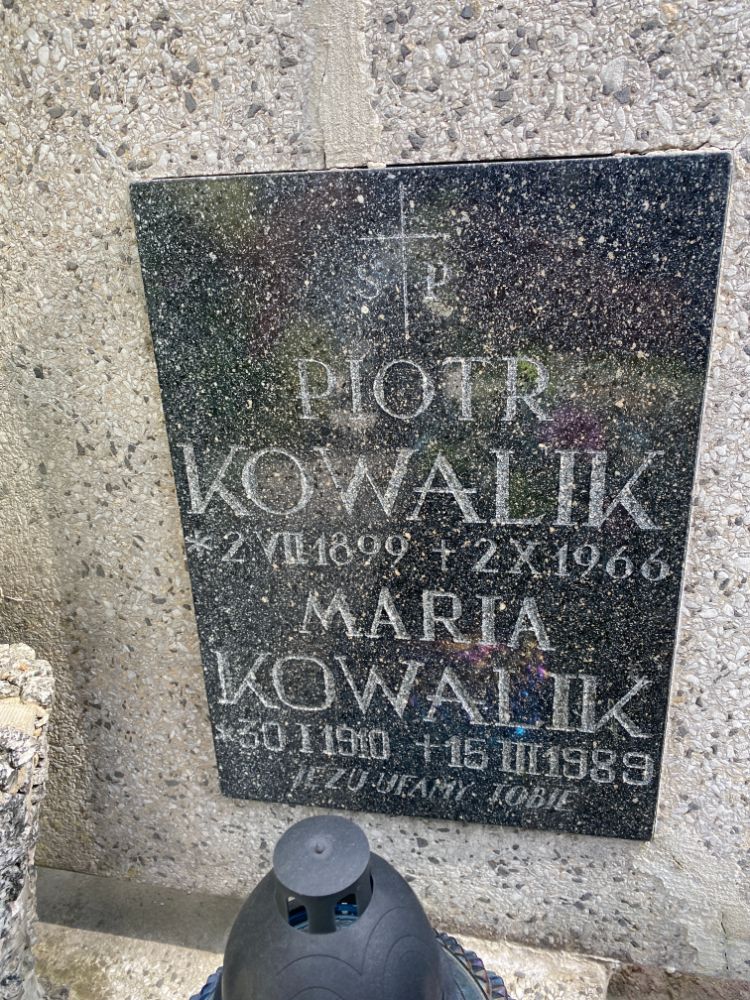 S P
PIOTR
KOWALIK
*2 VII 1899 + 2 X 1966
MARIA
KOWALIK
*30 I 1910 + 15 III 1989
JEZU UFAMY TOBIE